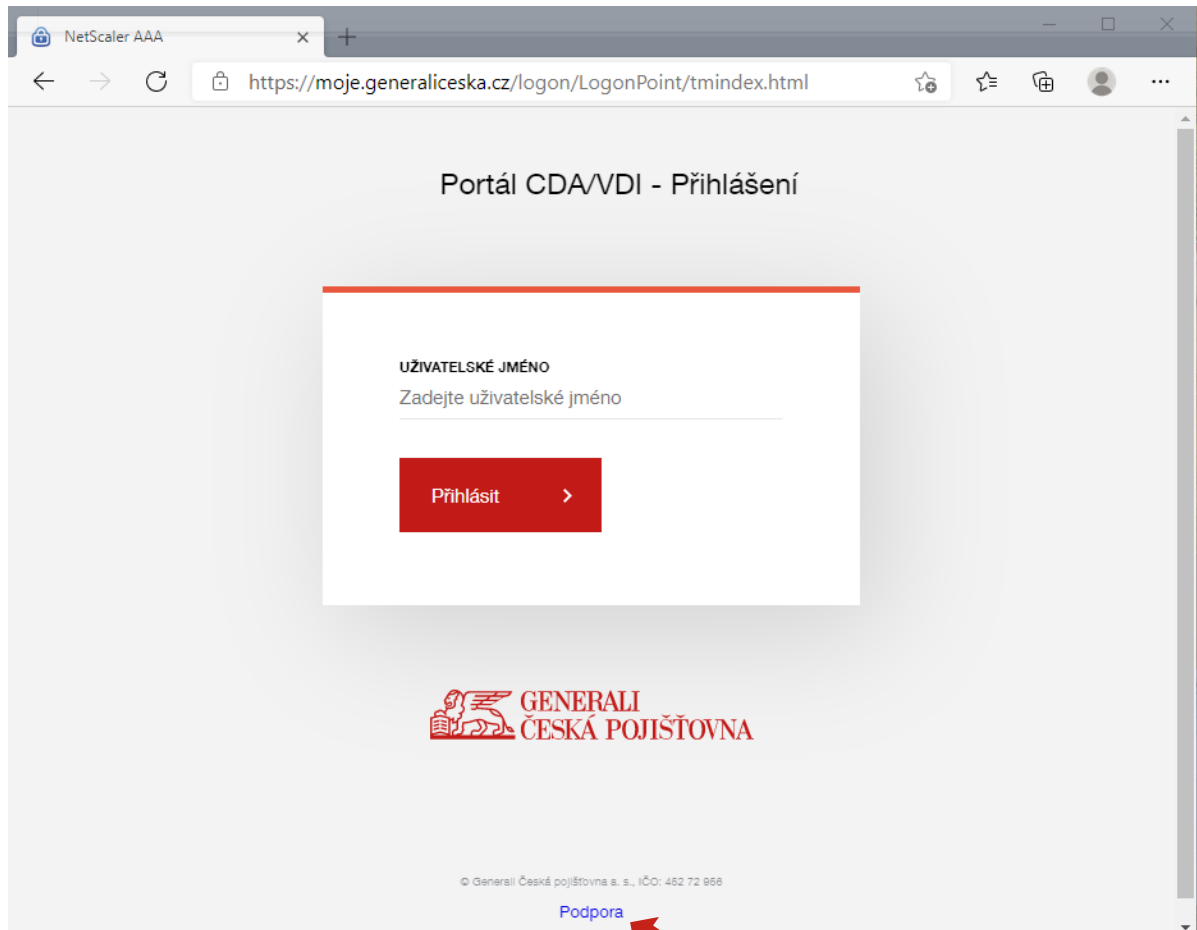 NetScaler AAA
https://moje.generaliceska.cz/logon/LogonPoint/tmindex.html
Portál CDA/VDI - Přihlášení
UŽIVATELSKÉ JMÉNO
Zadejte uživatelské jméno
Přihlásit
GENERALI
ČESKÁ POJIŠŤOVNA
© Generali Česká pojišťovna a. s., IČO: 452 72 956
Podpora